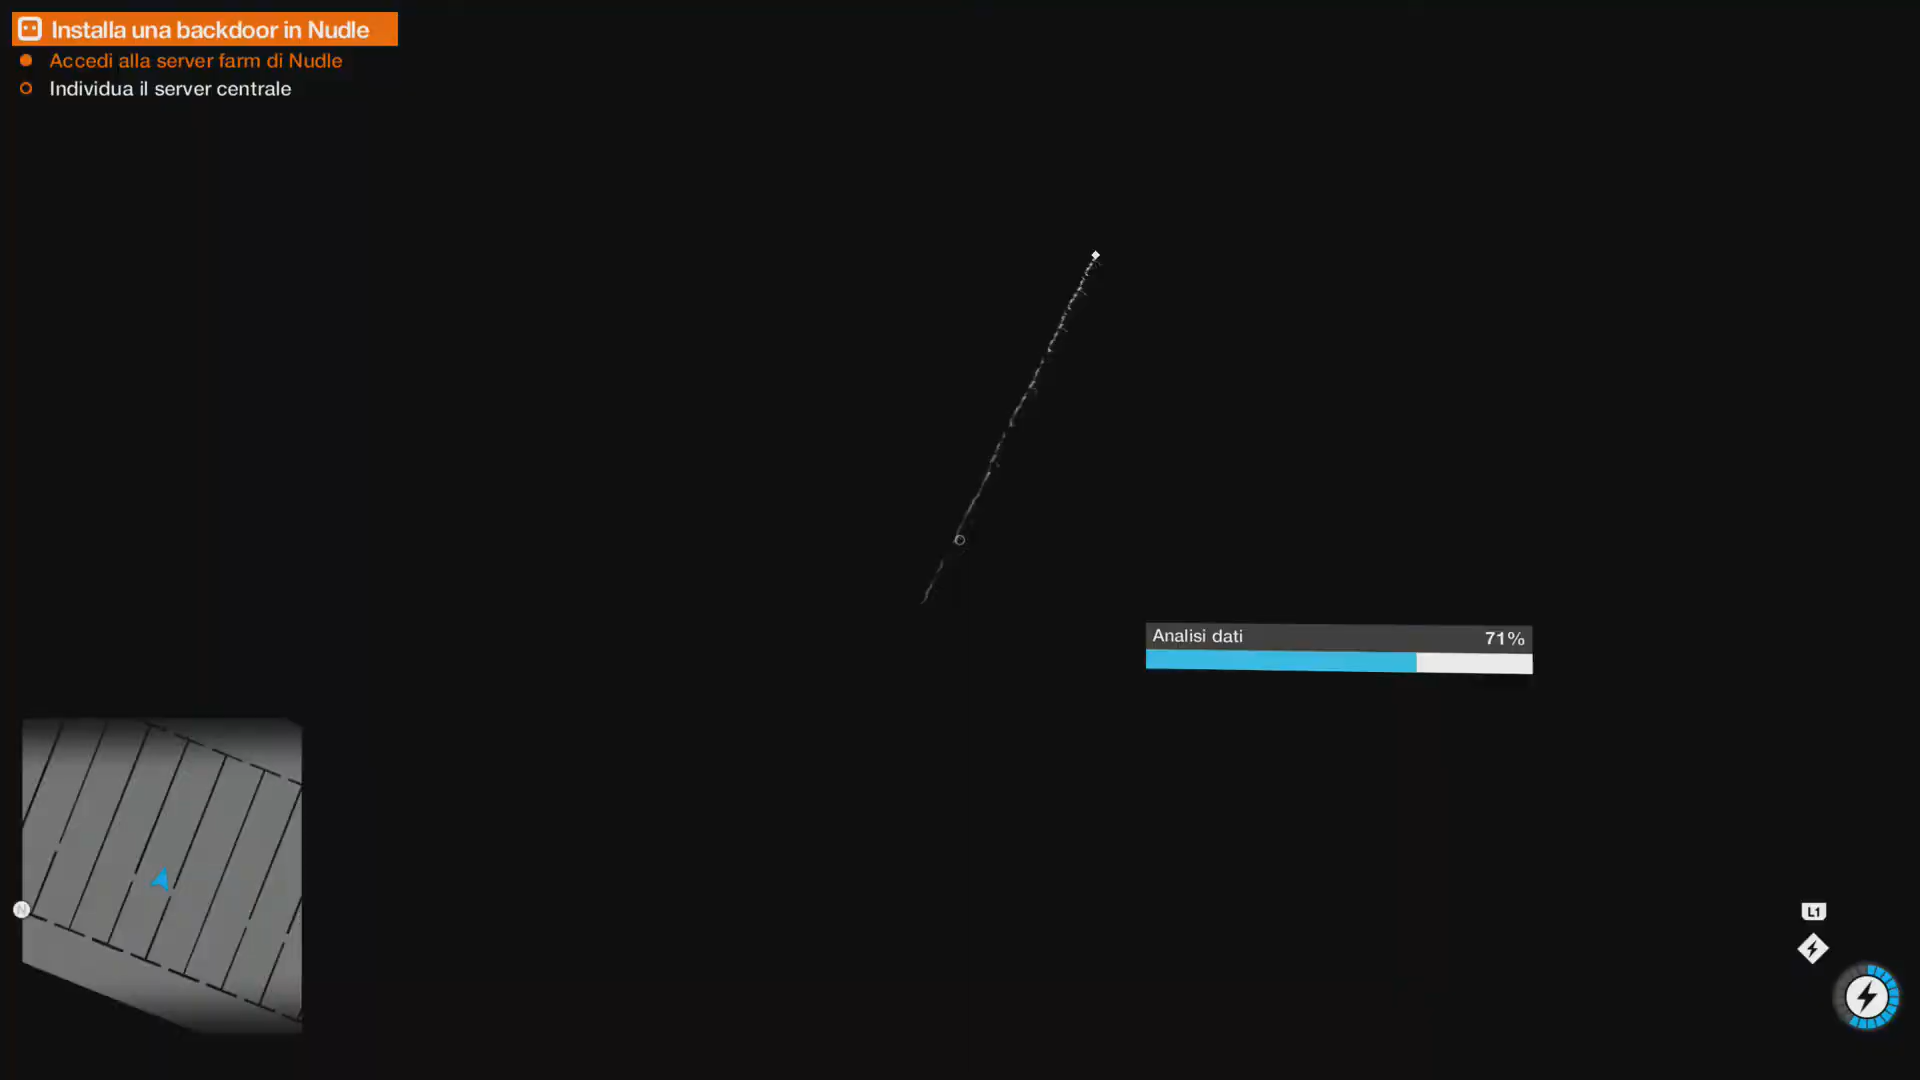 Installa una backdoor in Nudle
Accedi alla server farm di Nudle
Individua il server centrale
Analisi dati 71%
N
L1